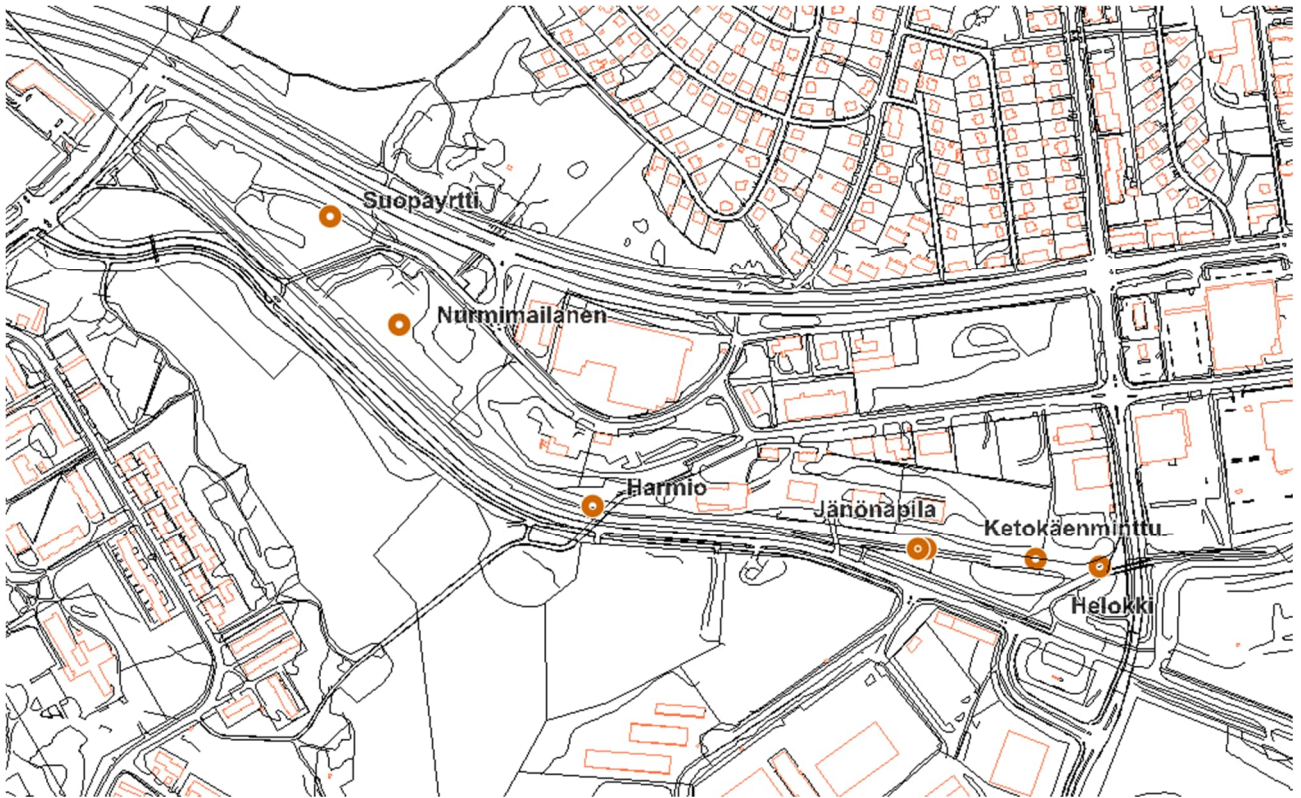 Suopayrtti
Nurmimailanen
Harmio
Jänönapila
Ketokäenminttu
Helokki